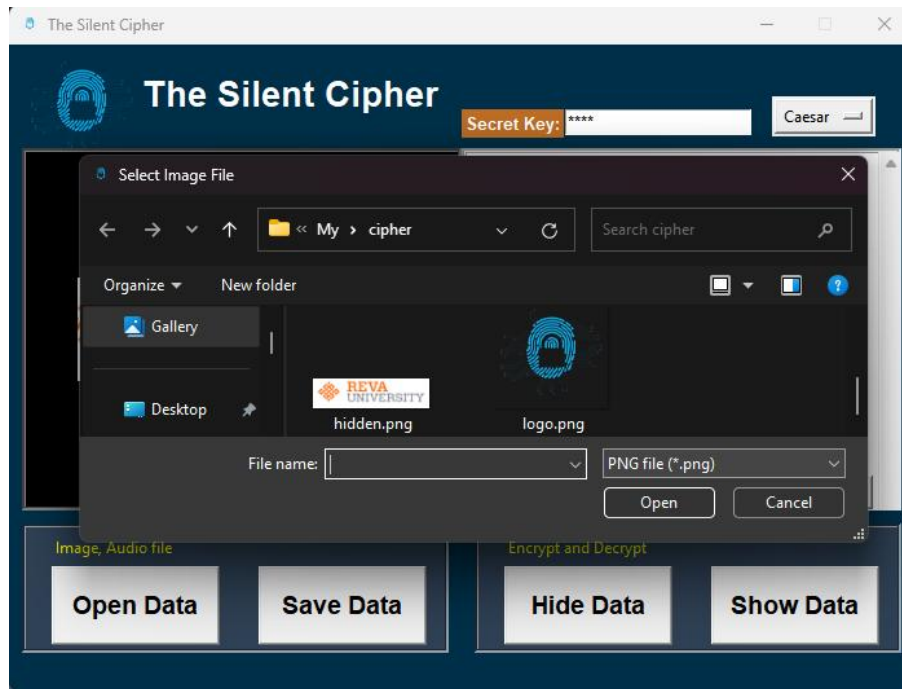 The Silent Cipher
The Silent Cipher
Secret Key: ****
Caesar
Select Image File
« My › cipher
Search cipher
Organize
New folder
Gallery
Desktop
REVA
UNIVERSITY
hidden.png
logo.png
File name:
PNG file (*.png)
Open
Cancel
Image, Audio file
Encrypt and Decrypt
Open Data
Save Data
Hide Data
Show Data